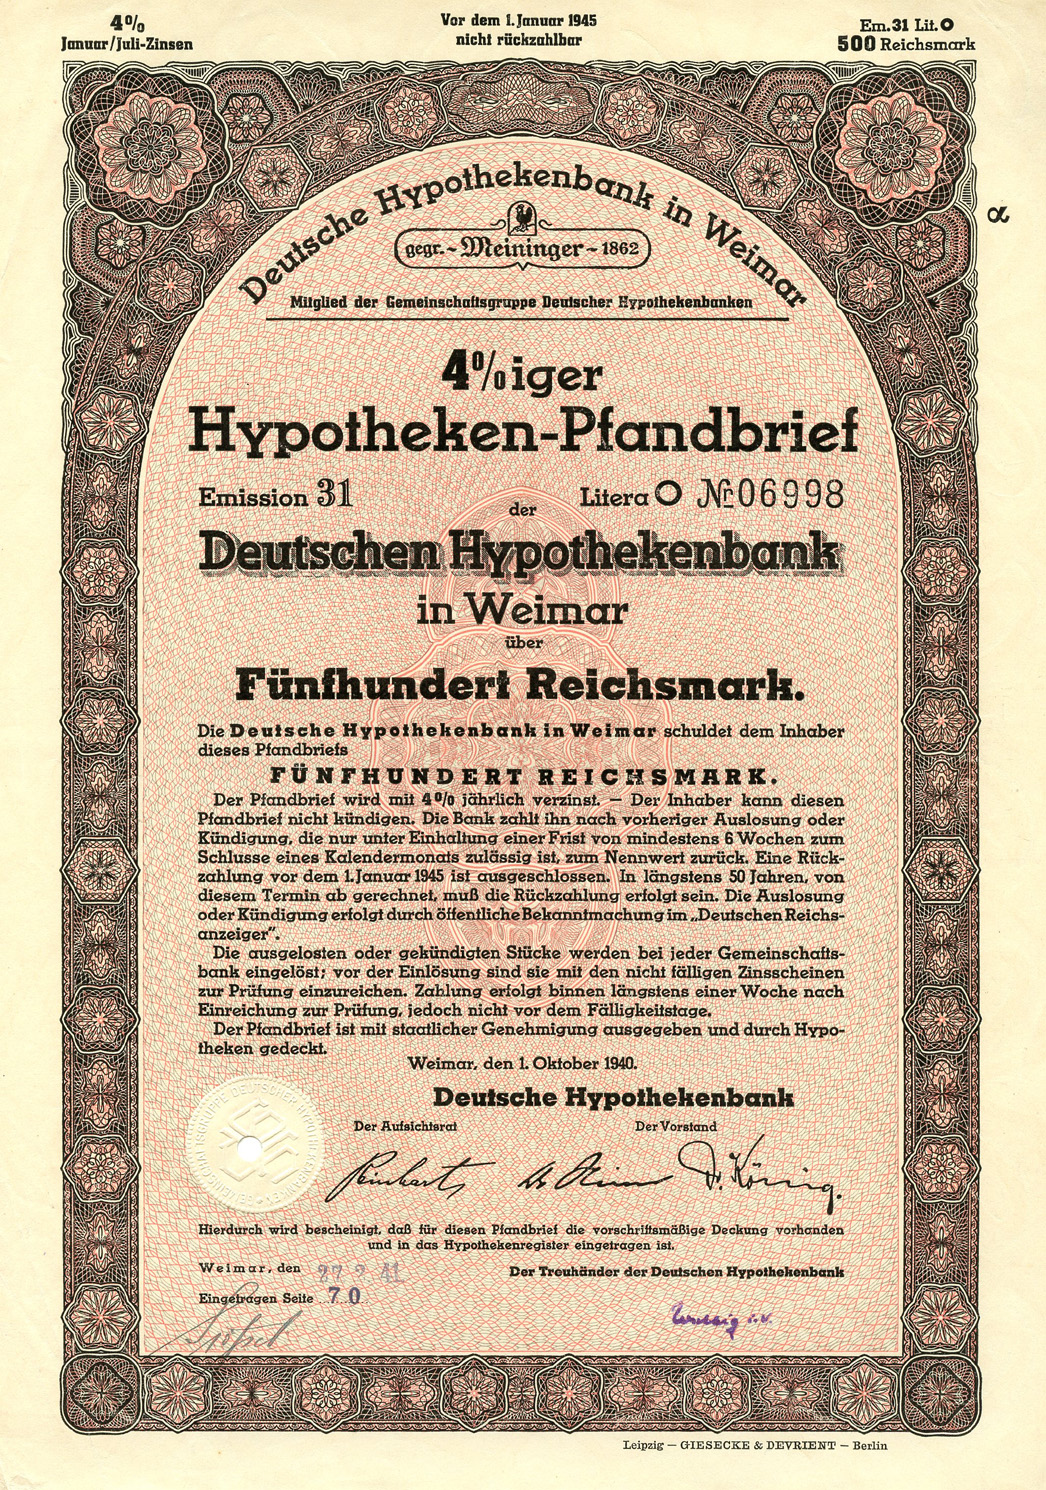 4%
Januar/Juli-Zinsen
Vor dem 1. Januar 1945
nicht rückzahlbar
Em. 31 Lit. O
500 Reichsmark
α
Deutsche Hypothekenbank in Weimar
gegr. - Meininger - 1862
Mitglied der Gemeinschaftsgruppe Deutscher Hypothekenbanken
4%iger
Hypotheken-Pfandbrief
Emission 31 Litera O № 06998
der
Deutschen Hypothekenbank
in Weimar
über
Fünfhundert Reichsmark.
Die Deutsche Hypothekenbank in Weimar schuldet dem Inhaber
dieses Pfandbriefs
FÜNFHUNDERT REICHSMARK.
Der Pfandbrief wird mit 4% jährlich verzinst. — Der Inhaber kann diesen
Pfandbrief nicht kündigen. Die Bank zahlt ihn nach vorheriger Auslosung oder
Kündigung, die nur unter Einhaltung einer Frist von mindestens 6 Wochen zum
Schlusse eines Kalendermonats zulässig ist, zum Nennwert zurück. Eine Rück-
zahlung vor dem 1. Januar 1945 ist ausgeschlossen. In längstens 50 Jahren, von
diesem Termin ab gerechnet, muß die Rückzahlung erfolgt sein. Die Auslosung
oder Kündigung erfolgt durch öffentliche Bekanntmachung im „Deutschen Reichs-
anzeiger".
Die ausgelosten oder gekündigten Stücke werden bei jeder Gemeinschafts-
bank eingelöst; vor der Einlösung sind sie mit den nicht fälligen Zinsscheinen
zur Prüfung einzureichen. Zahlung erfolgt binnen längstens einer Woche nach
Einreichung zur Prüfung, jedoch nicht vor dem Fälligkeitstage.
Der Pfandbrief ist mit staatlicher Genehmigung ausgegeben und durch Hypo-
theken gedeckt.
Weimar, den 1. Oktober 1940.
Deutsche Hypothekenbank
Der Aufsichtsrat Der Vorstand
GEMEINSCHAFTSGRUPPE DEUTSCHER HYPOTHEKENBANKEN
Dr. König.
Hierdurch wird bescheinigt, daß für diesen Pfandbrief die vorschriftsmäßige Deckung vorhanden
und in das Hypothekenregister eingetragen ist.
Weimar, den 27 2 41
Der Treuhänder der Deutschen Hypothekenbank
Eingetragen Seite 70
i.V.
Leipzig — GIESECKE & DEVRIENT — Berlin